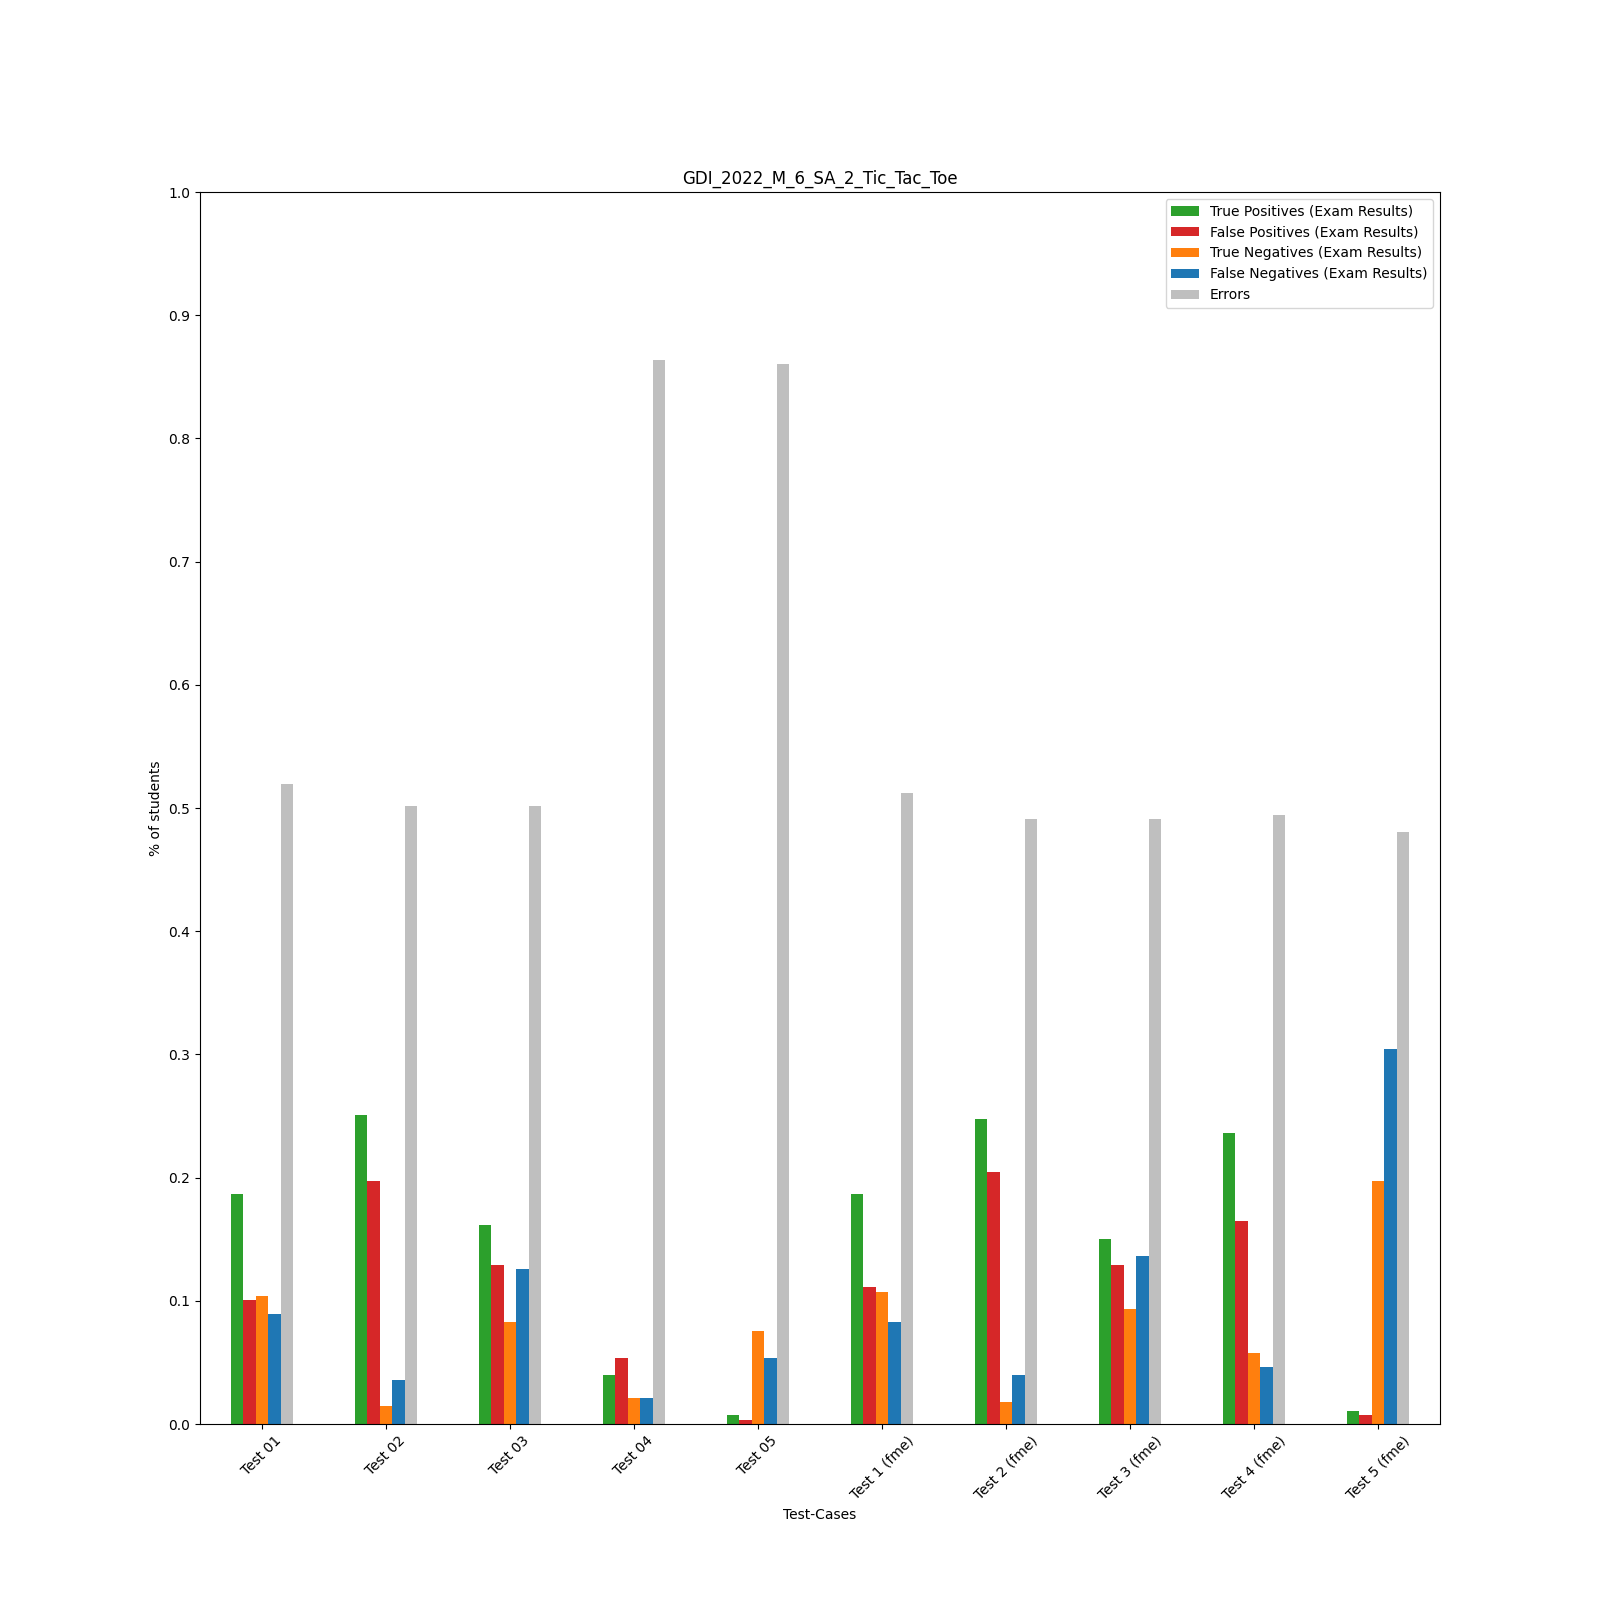 GDI_2022_M_6_SA_2_Tic_Tac_Toe
1.0
0.9
0.8
0.7
0.6
0.5
0.4
0.3
0.2
0.1
0.0
% of students
True Positives (Exam Results)
False Positives (Exam Results)
True Negatives (Exam Results)
False Negatives (Exam Results)
Errors
Test 01
Test 02
Test 03
Test 04
Test 05
Test 1 (fme)
Test 2 (fme)
Test 3 (fme)
Test 4 (fme)
Test 5 (fme)
Test-Cases